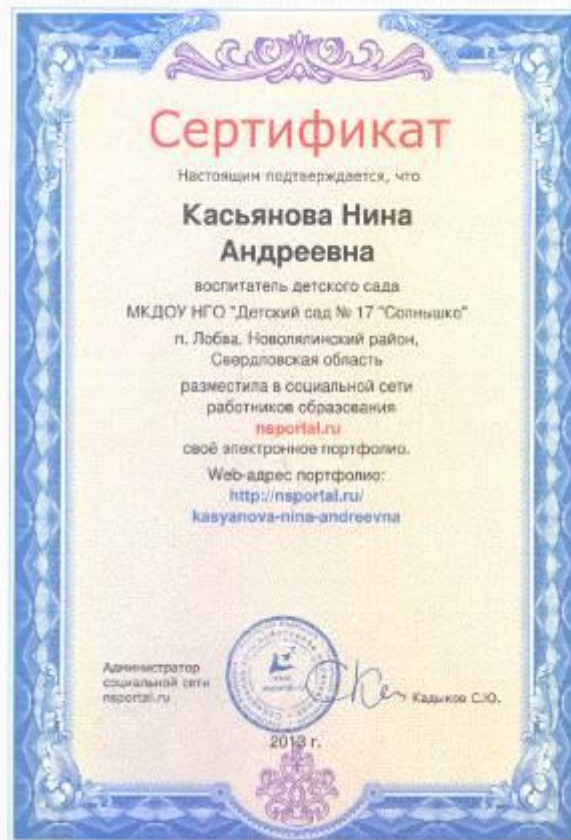 Сертификат
Настоящим подтверждается, что
Касьянова Нина
Андреевна
воспитатель детского сада
МКДОУ НГО "Детский сад № 17 "Солнышко"
п. Лобва, Новолялинский район,
Свердловская область
разместила в социальной сети
работников образования
nsportal.ru
своё электронное портфолио.
Web-адрес портфолио:
http://nsportal.ru/
kasyanova-nina-andreevna
Администратор
социальной сети
nsportal.ru
Кадыков С.Ю.
2013 г.